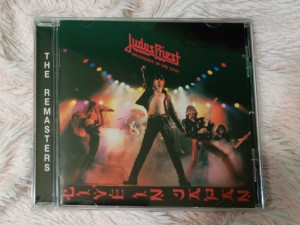 Judas Priest
UNLEASHED IN THE EAST
THE REMASTERS
LIVE IN JAPAN